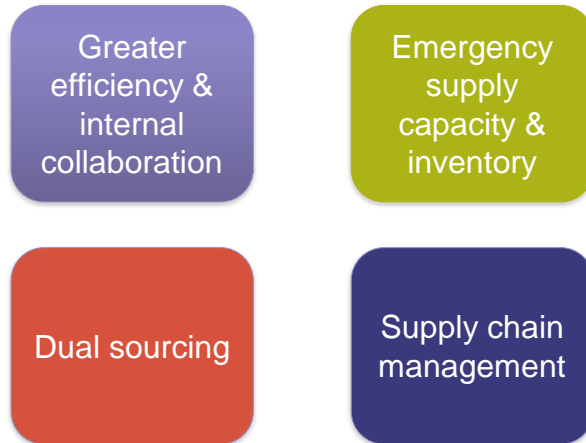 Greater
efficiency &
internal
collaboration
Emergency
supply
capacity &
inventory
Dual sourcing
Supply chain
management